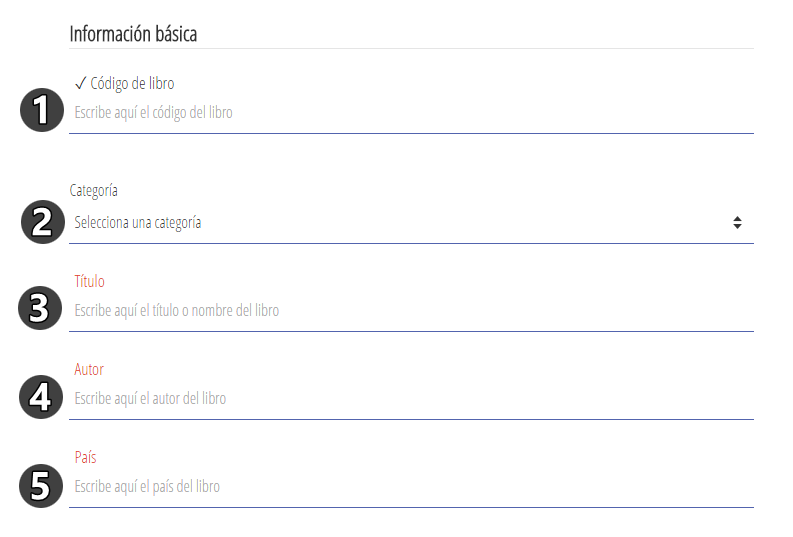 Información básica
✓ Código de libro
1
Escribe aquí el código del libro
Categoría
2
Selecciona una categoría
Título
3
Escribe aquí el título o nombre del libro
Autor
4
Escribe aquí el autor del libro
País
5
Escribe aquí el país del libro